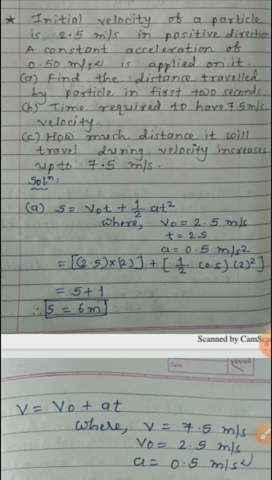 * Initial velocity of a particle
is 2.5 m/s in positive direction
A constant acceleration of
0.50 m/s² is applied on it.
(a) Find the distance travelled
by particle in first two seconds
(b) Time required to have 7.5 m/s
velocity.
(c) How much distance it will
travel during velocity increases
upto 7.5 m/s.
Solⁿ:
(a) s = v₀t + ½ at²
where, v₀ = 2.5 m/s
t = 2s
a = 0.5 m/s²
= [(2.5)×(2)] + [½ (0.5) (2)²]
= 5+1
∴ s = 6m
Scanned by CamSca
v = v₀ + at
where, v = 7.5 m/s
v₀ = 2.5 m/s
a = 0.5 m/s²